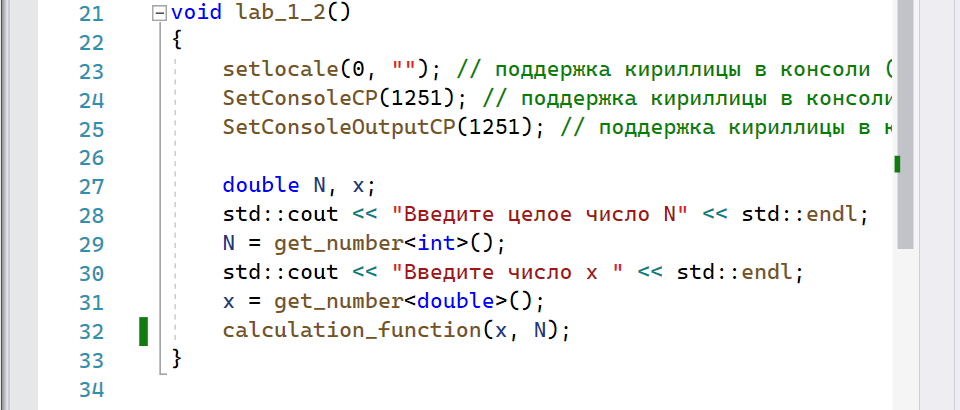 21 void lab_1_2()
22 {
23 setlocale(0, ""); // поддержка кириллицы в консоли (
24 SetConsoleCP(1251); // поддержка кириллицы в консоли
25 SetConsoleOutputCP(1251); // поддержка кириллицы в к
26
27 double N, x;
28 std::cout << "Введите целое число N" << std::endl;
29 N = get_number<int>();
30 std::cout << "Введите число x " << std::endl;
31 x = get_number<double>();
32 calculation_function(x, N);
33 }
34